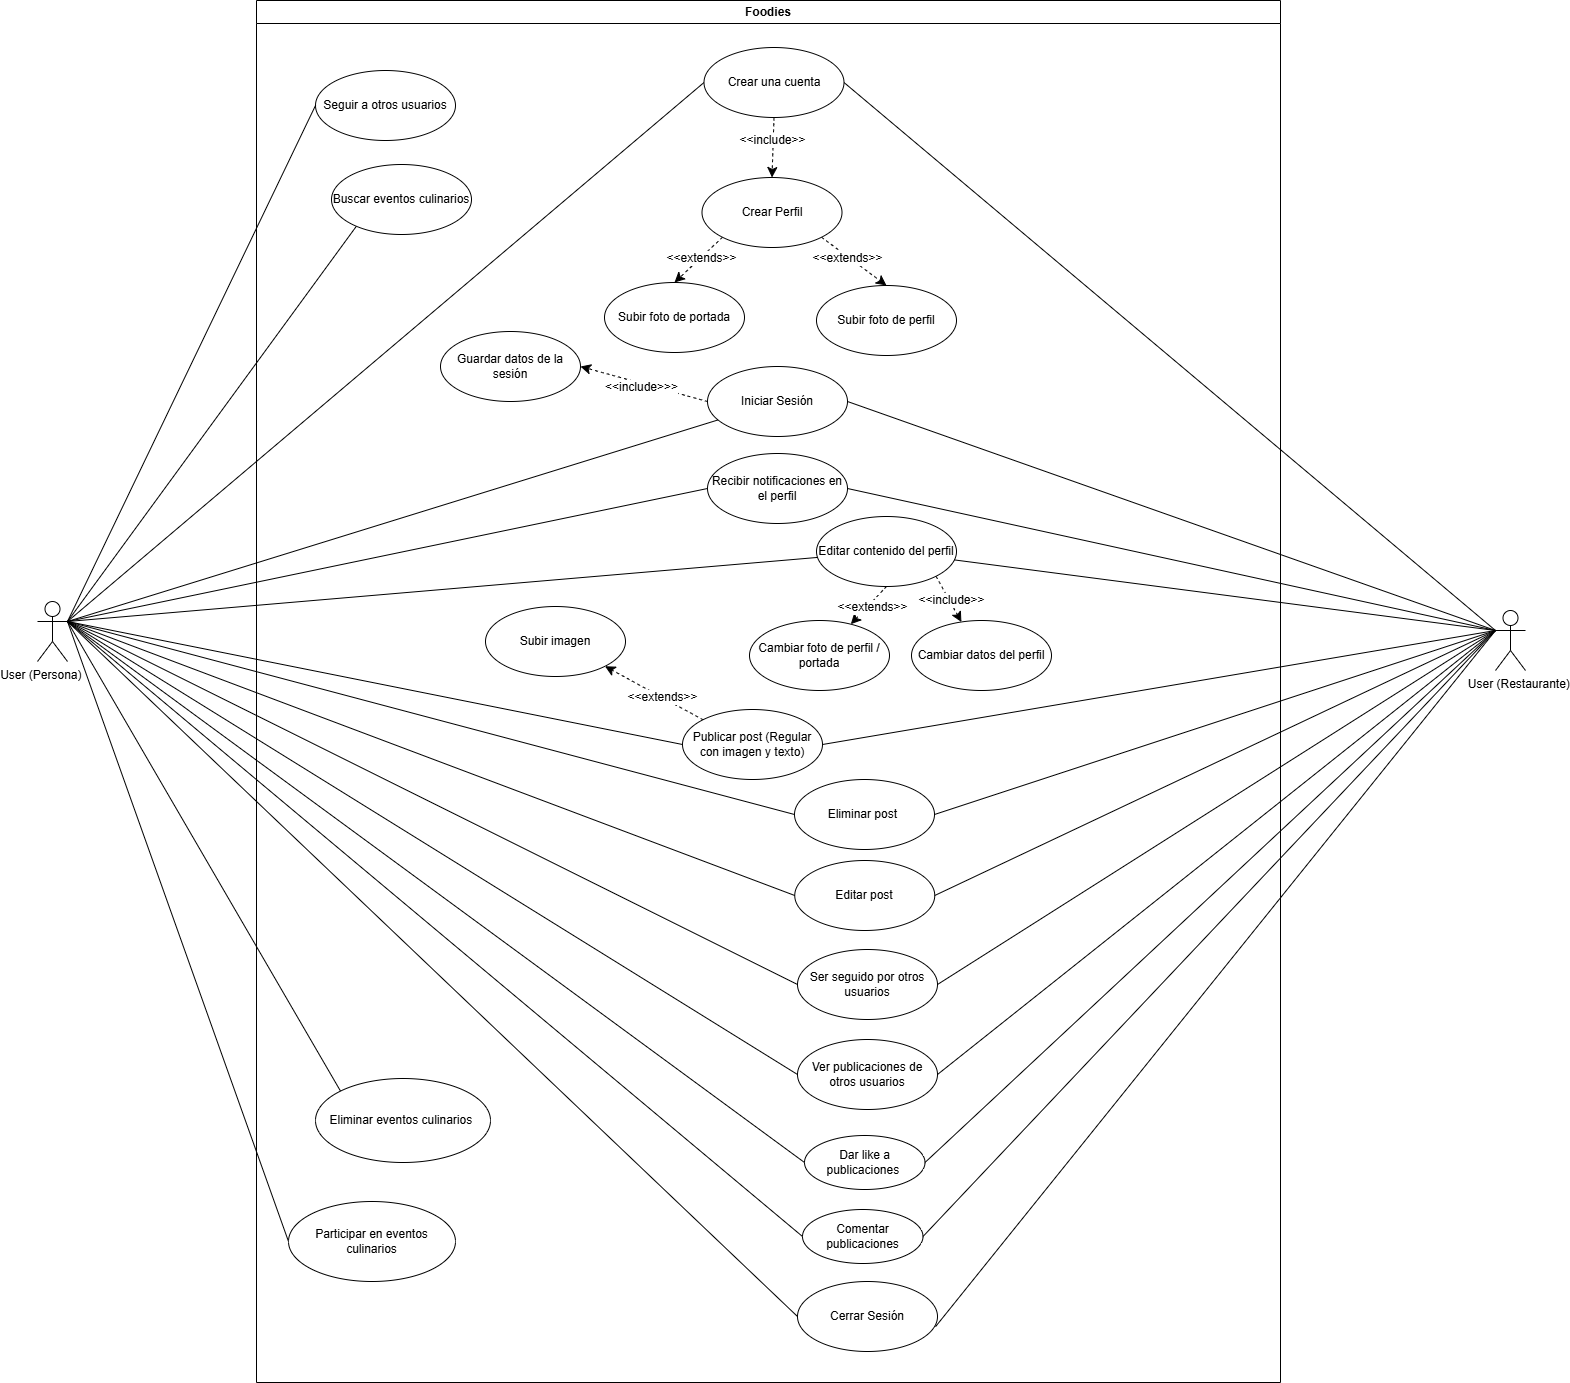 Foodies
Crear una cuenta
Seguir a otros usuarios
<<include>>
Buscar eventos culinarios
Crear Perfil
<<extends>>
<<extends>>
Subir foto de portada
Subir foto de perfil
Guardar datos de la
sesión
<<include>>>
Iniciar Sesión
Recibir notificaciones en
el perfil
Editar contenido del perfil
<<extends>>
<<include>>
Subir imagen
Cambiar foto de perfil /
portada
Cambiar datos del perfil
User (Persona)
User (Restaurante)
<<extends>>
Publicar post (Regular
con imagen y texto)
Eliminar post
Editar post
Ser seguido por otros
usuarios
Ver publicaciones de
otros usuarios
Eliminar eventos culinarios
Dar like a
publicaciones
Participar en eventos
culinarios
Comentar
publicaciones
Cerrar Sesión